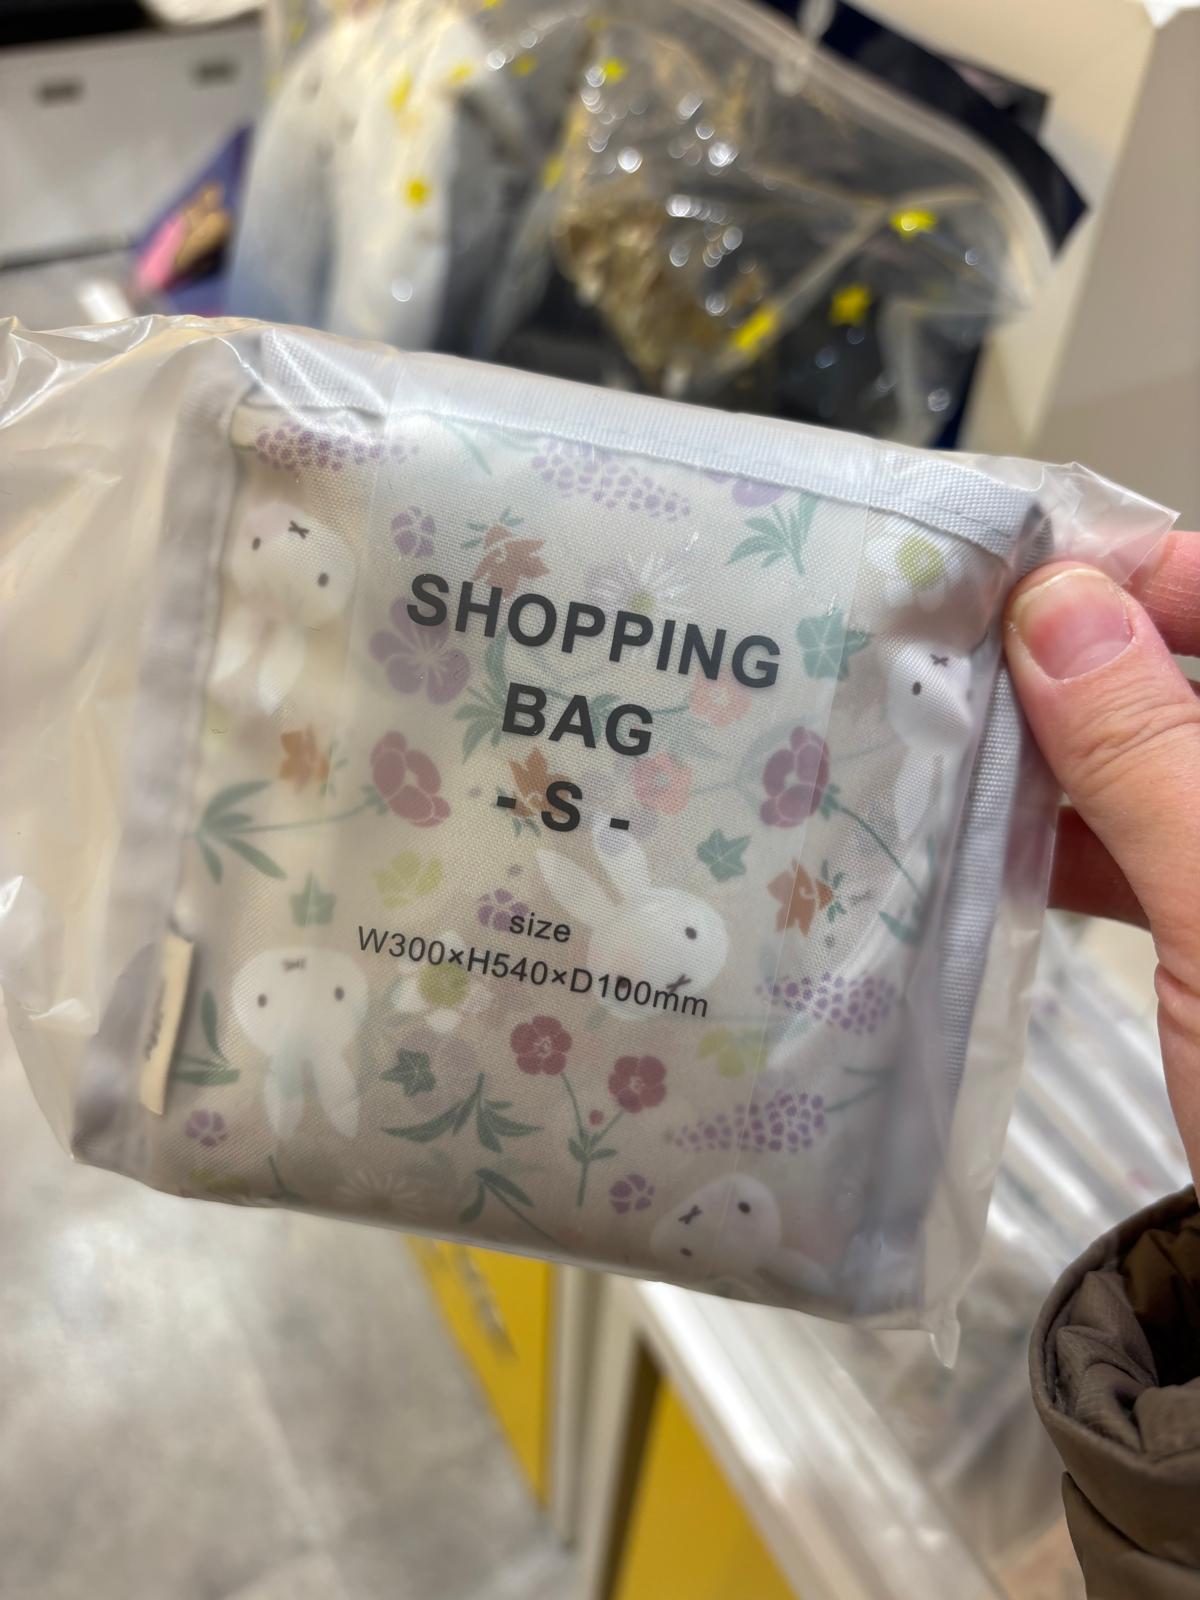 SHOPPING
BAG
- S -
size
W300×H540×D100mm